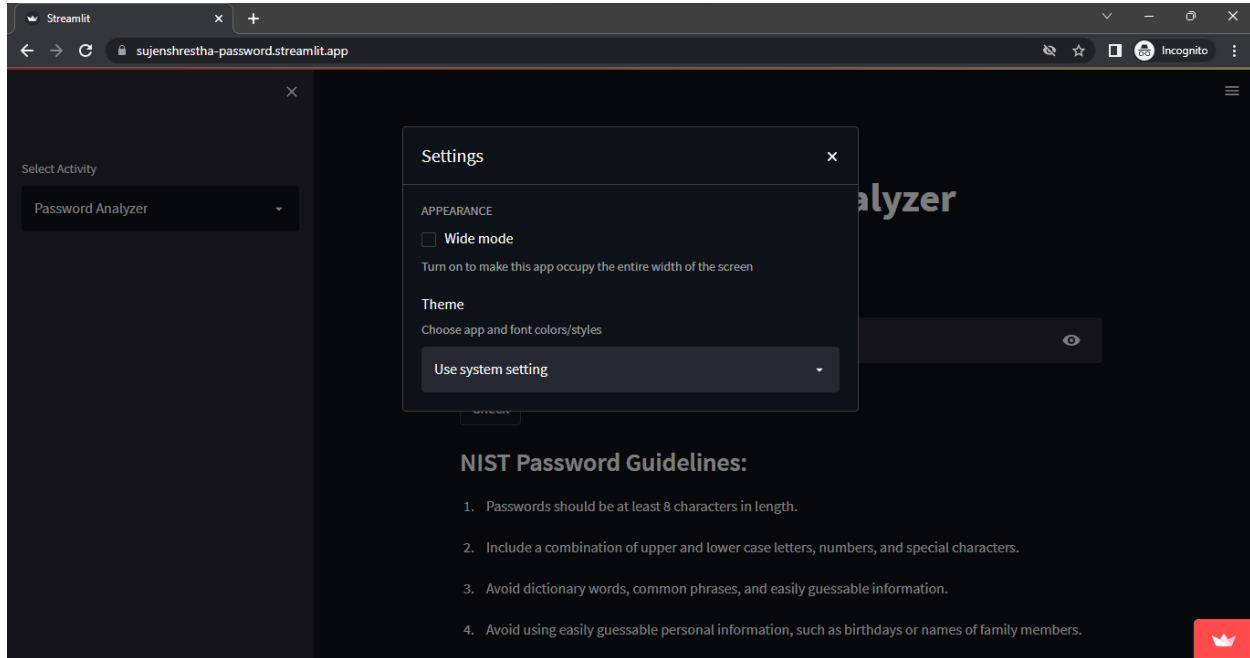 Streamlit
sujenshrestha-password.streamlit.app
Incognito
Select Activity
Password Analyzer
Settings
alyzer
APPEARANCE
Wide mode
Turn on to make this app occupy the entire width of the screen
Theme
Choose app and font colors/styles
Use system setting
NIST Password Guidelines:
1. Passwords should be at least 8 characters in length.
2. Include a combination of upper and lower case letters, numbers, and special characters.
3. Avoid dictionary words, common phrases, and easily guessable information.
4. Avoid using easily guessable personal information, such as birthdays or names of family members.